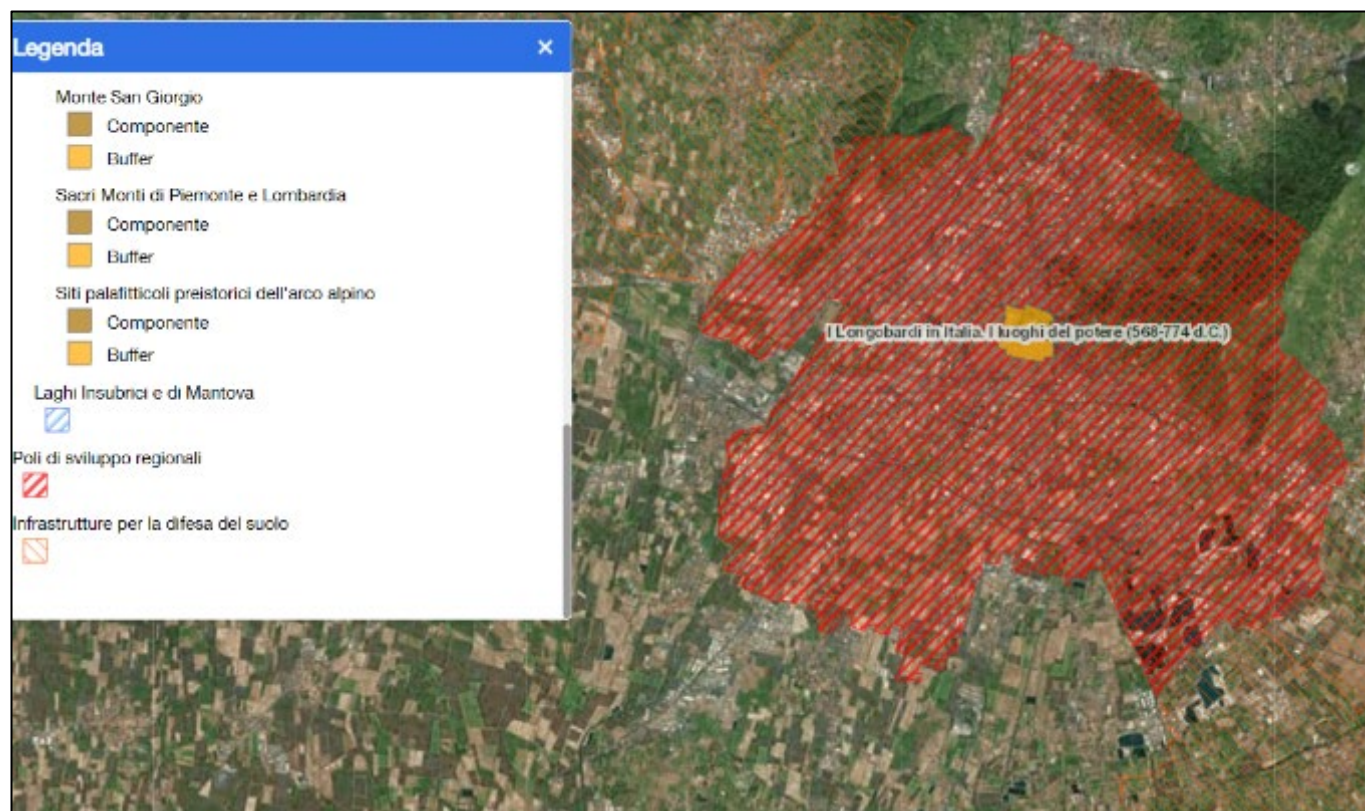 Legenda
×
Monte San Giorgio
Componente
Buffer
Sacri Monti di Piemonte e Lombardia
Componente
Buffer
Siti palafitticoli preistorici dell'arco alpino
Componente
Buffer
Laghi Insubrici e di Mantova
Poli di sviluppo regionali
Infrastrutture per la difesa del suolo
I Longobardi in Italia. I luoghi del potere (568-774 d.C.)